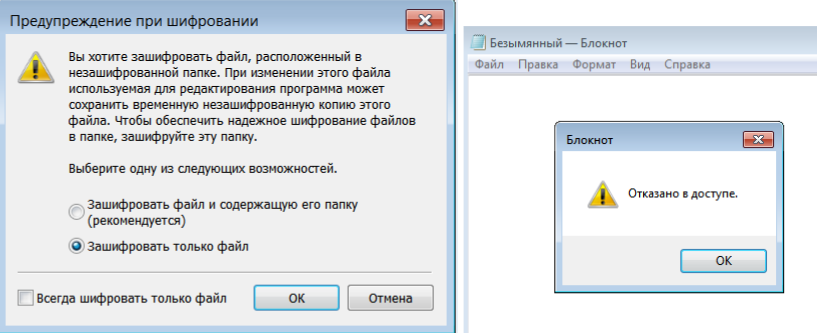 Предупреждение при шифровании
Вы хотите зашифровать файл, расположенный в
незашифрованной папке. При изменении этого файла
используемая для редактирования программа может
сохранить временную незашифрованную копию этого
файла. Чтобы обеспечить надежное шифрование файлов
в папке, зашифруйте эту папку.
Выберите одну из следующих возможностей.
Зашифровать файл и содержащую его папку
(рекомендуется)
Зашифровать только файл
Всегда шифровать только файл
OK
Отмена
Безымянный — Блокнот
Файл Правка Формат Вид Справка
Блокнот
Отказано в доступе.
OK